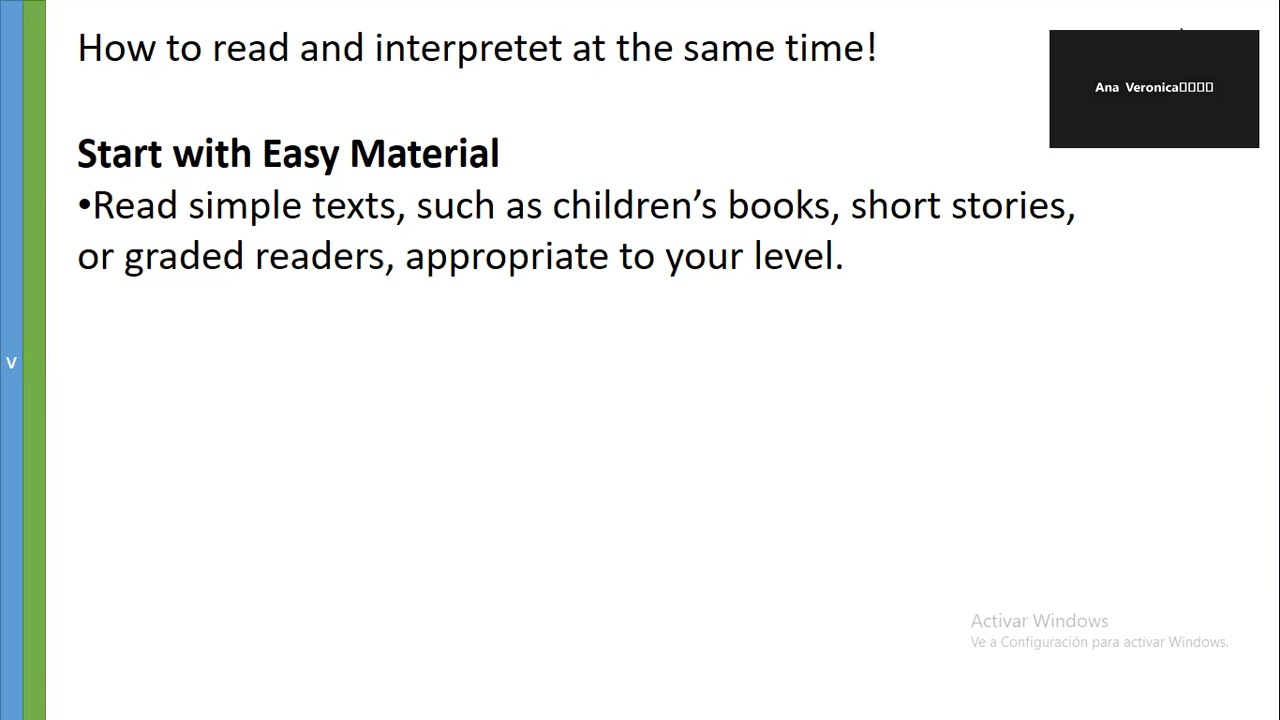 How to read and interpretet at the same time!
Ana Veronica
Start with Easy Material
•Read simple texts, such as children’s books, short stories,
or graded readers, appropriate to your level.
V
Activar Windows
Ve a Configuración para activar Windows.